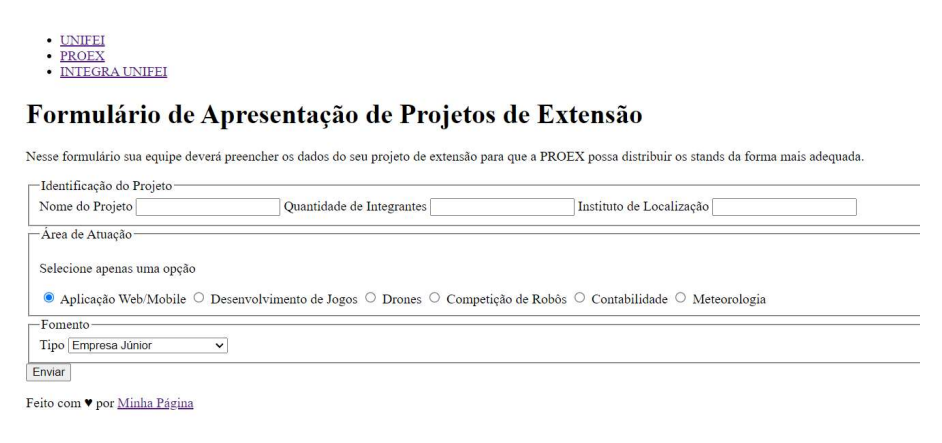 UNIFEI
PROEX
INTEGRA UNIFEI
Formulário de Apresentação de Projetos de Extensão
Nesse formulário sua equipe deverá preencher os dados do seu projeto de extensão para que a PROEX possa distribuir os stands da forma mais adequada.
Identificação do Projeto
Nome do Projeto Quantidade de Integrantes Instituto de Localização
Área de Atuação
Selecione apenas uma opção
Aplicação Web/Mobile Desenvolvimento de Jogos Drones Competição de Robôs Contabilidade Meteorologia
Fomento
Tipo Empresa Júnior
Enviar
Feito com ♥ por Minha Página